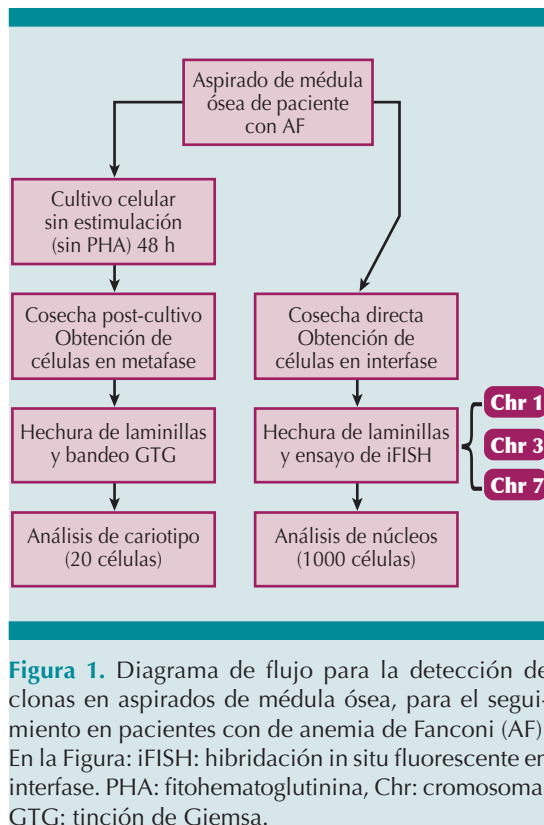 Aspirado de médula
ósea de paciente
con AF
Cultivo celular
sin estimulación
(sin PHA) 48 h
Cosecha post-cultivo
Obtención de
células en metafase
Cosecha directa
Obtención de
células en interfase
Hechura de laminillas
y bandeo GTG
Hechura de laminillas
y ensayo de iFISH
Chr 1
Chr 3
Chr 7
Análisis de cariotipo
(20 células)
Análisis de núcleos
(1000 células)
Figura 1. Diagrama de flujo para la detección de
clonas en aspirados de médula ósea, para el segui-
miento en pacientes con de anemia de Fanconi (AF)
En la Figura: iFISH: hibridación in situ fluorescente en
interfase. PHA: fitohematoglutinina, Chr: cromosoma
GTG: tinción de Giemsa.